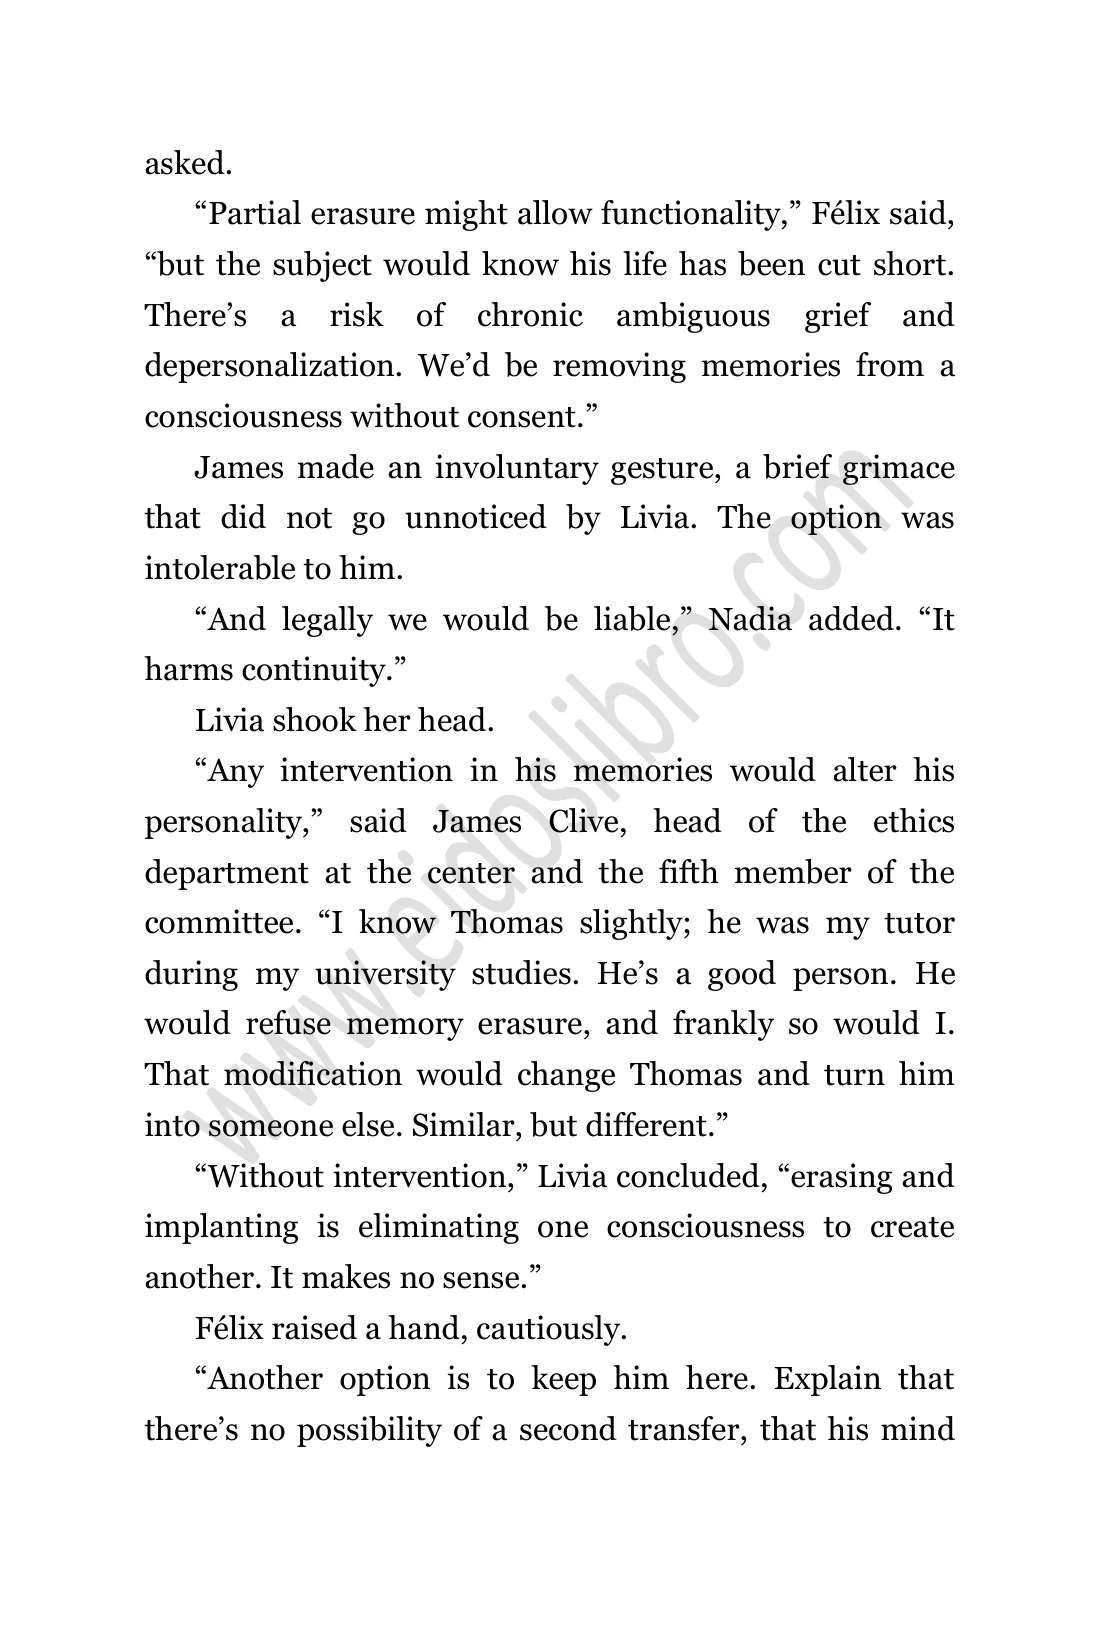 asked.
“Partial erasure might allow functionality,” Félix said,
“but the subject would know his life has been cut short.
There’s a risk of chronic ambiguous grief and
depersonalization. We’d be removing memories from a
consciousness without consent.”
James made an involuntary gesture, a brief grimace
that did not go unnoticed by Livia. The option was
intolerable to him.
“And legally we would be liable,” Nadia added. “It
harms continuity.”
Livia shook her head.
“Any intervention in his memories would alter his
personality,” said James Clive, head of the ethics
department at the center and the fifth member of the
committee. “I know Thomas slightly; he was my tutor
during my university studies. He’s a good person. He
would refuse memory erasure, and frankly so would I.
That modification would change Thomas and turn him
into someone else. Similar, but different.”
“Without intervention,” Livia concluded, “erasing and
implanting is eliminating one consciousness to create
another. It makes no sense.”
Félix raised a hand, cautiously.
“Another option is to keep him here. Explain that
there’s no possibility of a second transfer, that his mind
www.eidoslibro.com